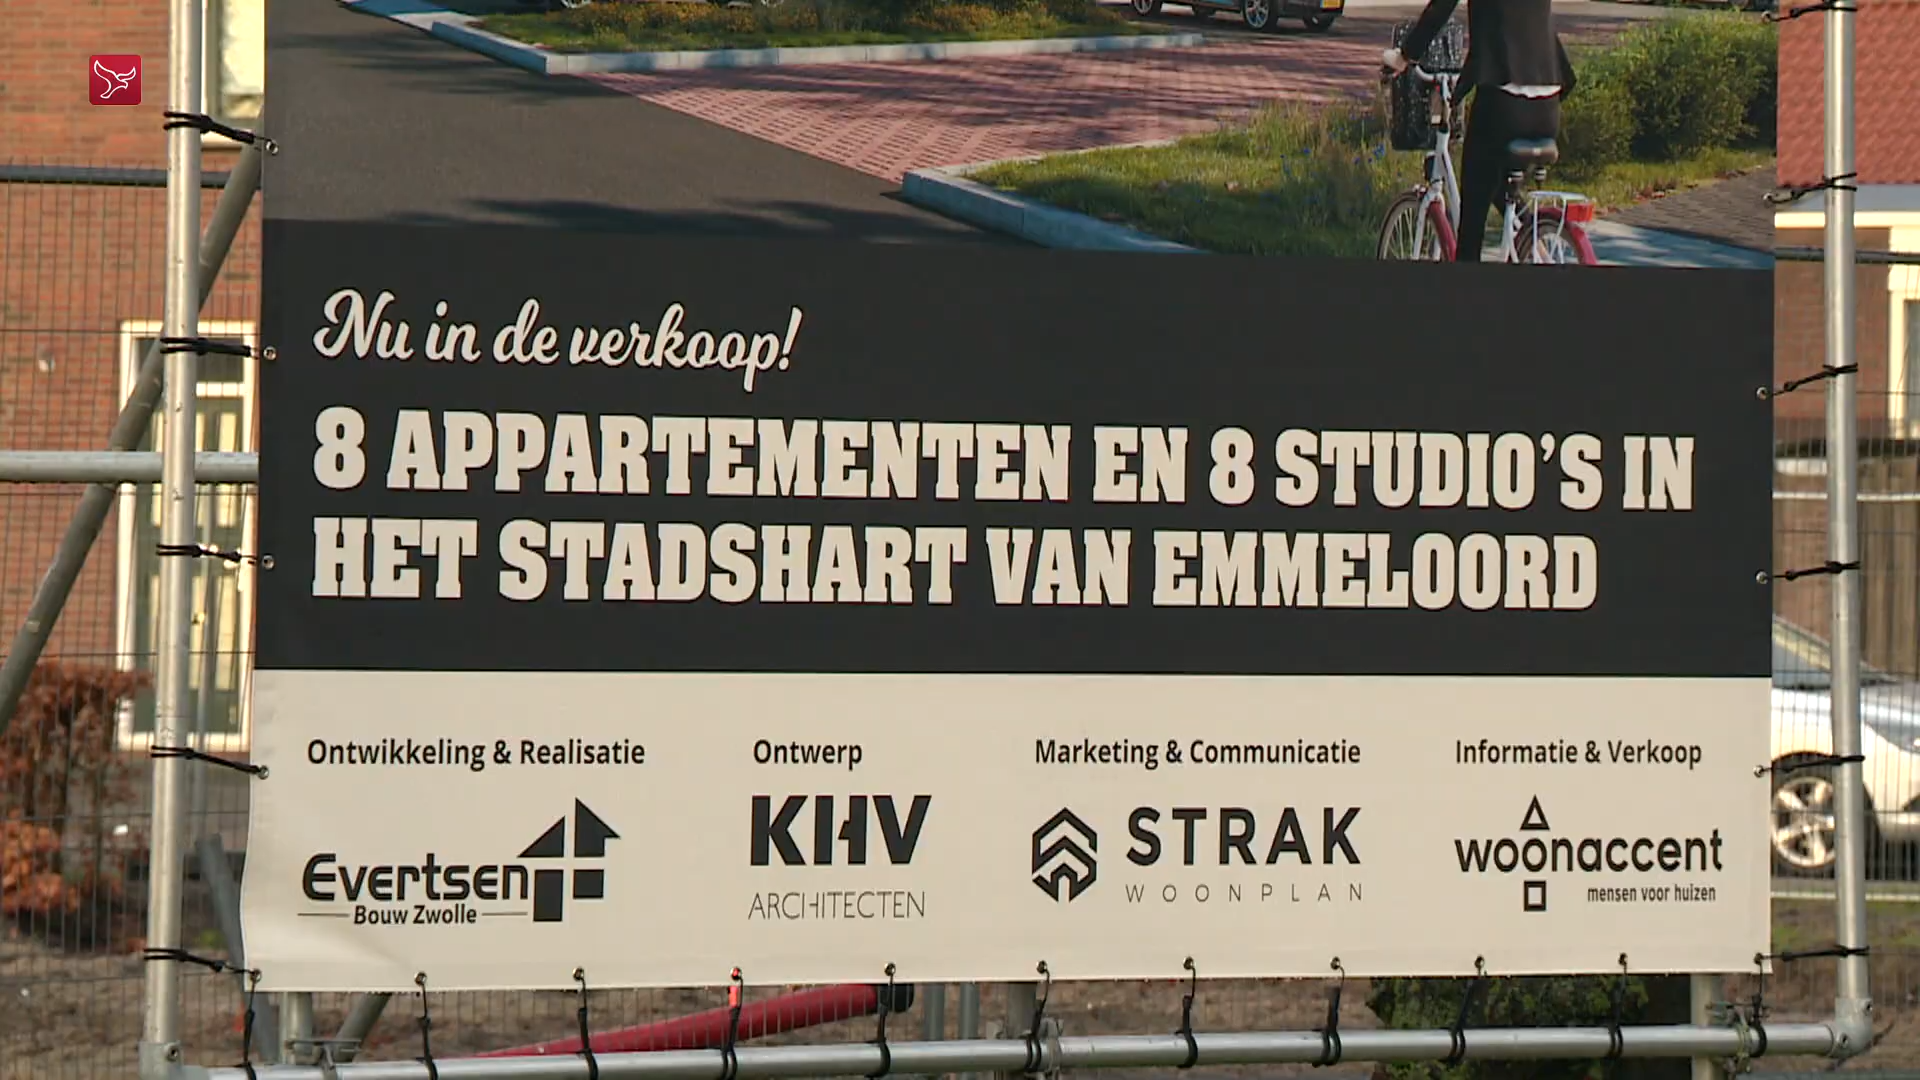 Nu in de verkoop!
8 APPARTEMENTEN EN 8 STUDIO'S IN
HET STADSHART VAN EMMELOORD
Ontwikkeling & Realisatie
Evertsen
Bouw Zwolle
Ontwerp
KHV
ARCHITECTEN
Marketing & Communicatie
STRAK
WOONPLAN
Informatie & Verkoop
woonaccent
mensen voor huizen